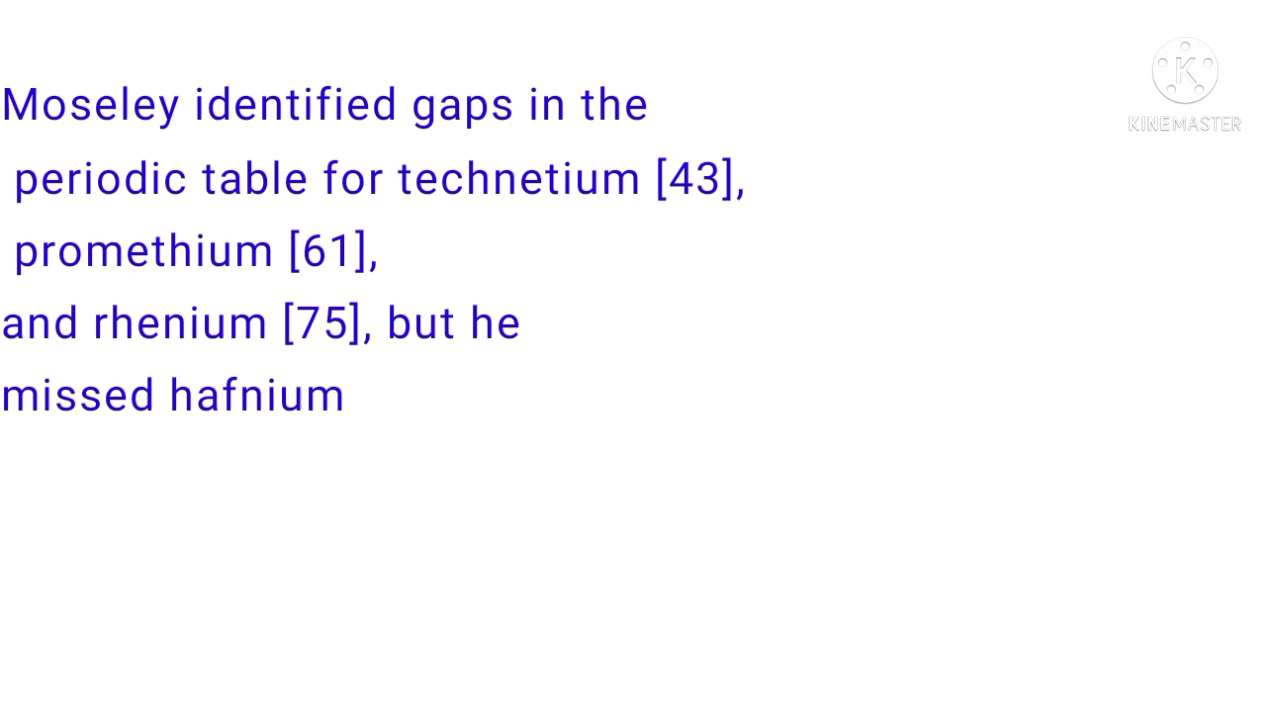 Moseley identified gaps in the
periodic table for technetium [43],
promethium [61],
and rhenium [75], but he
missed hafnium
K
KINEMASTER